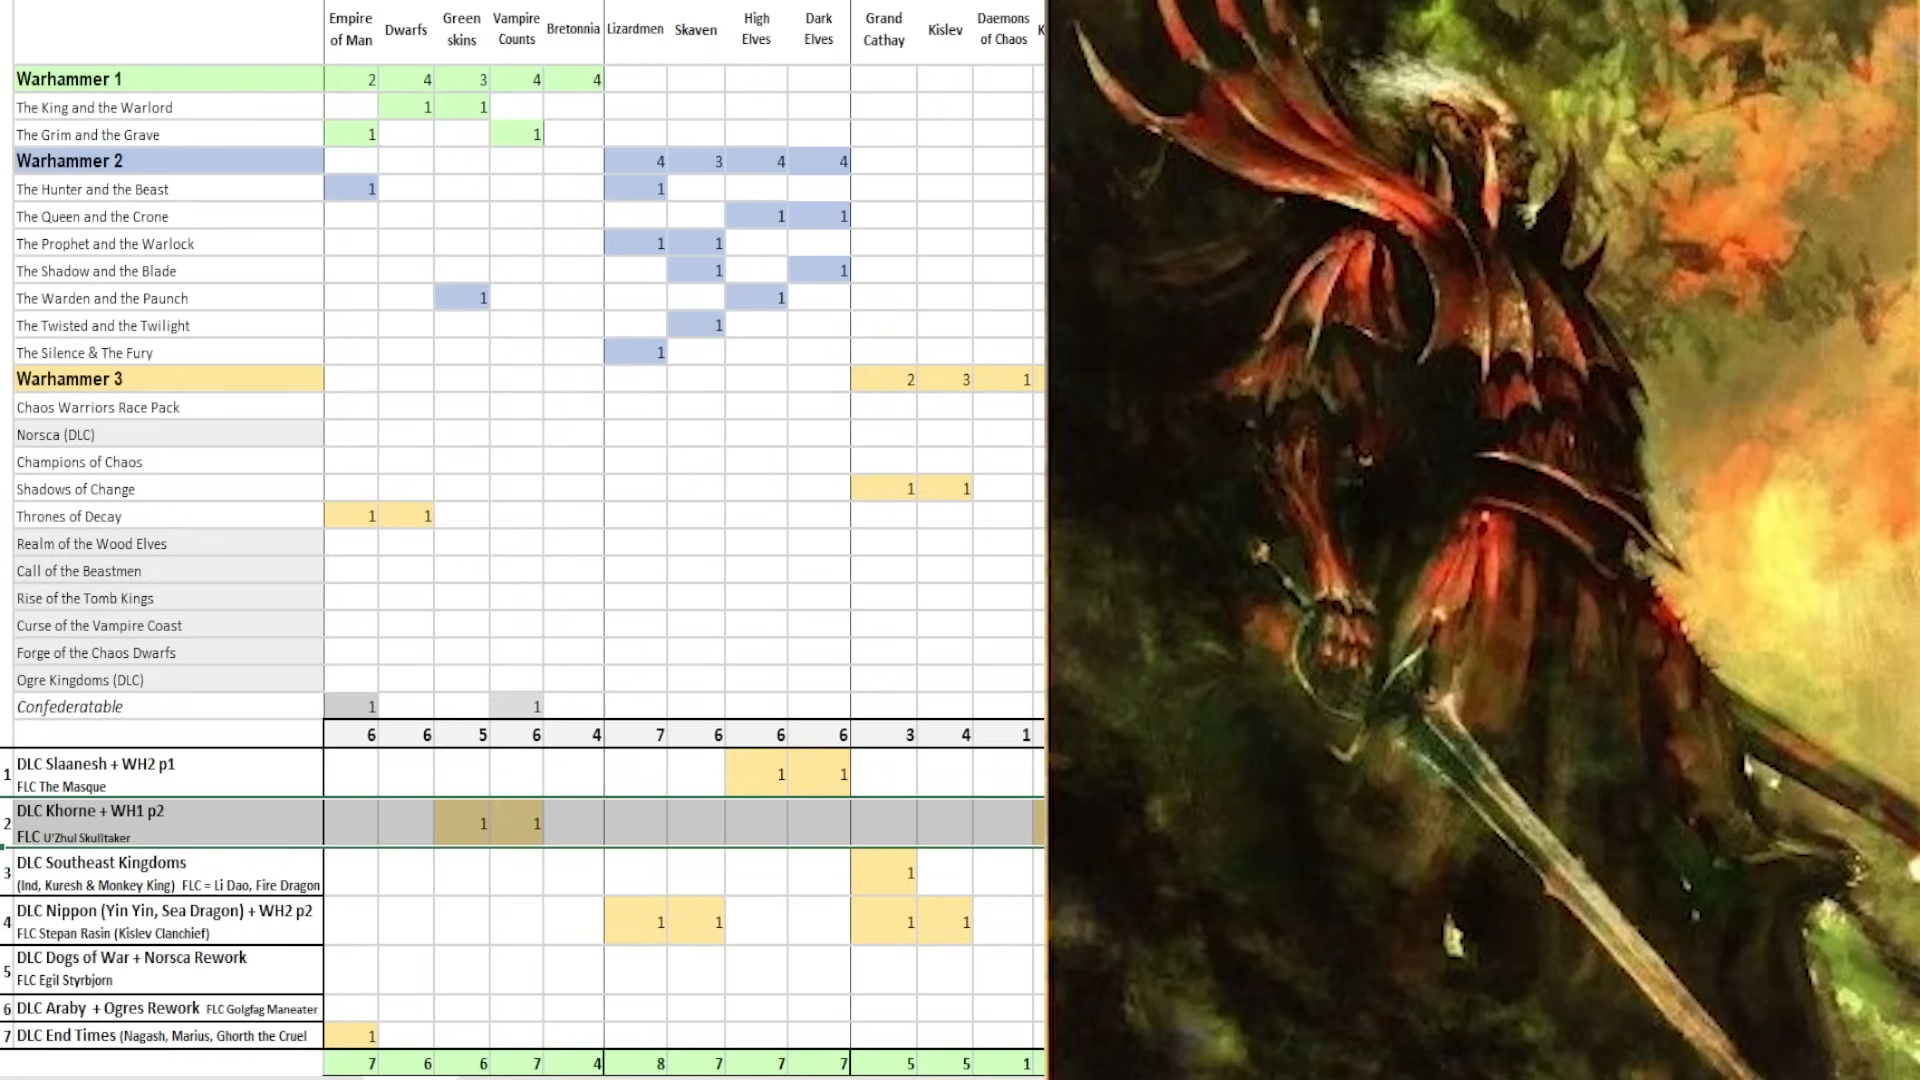 Empire of Man Dwarfs Green skins Vampire Counts Bretonnia Lizardmen Skaven High Elves Dark Elves Grand Cathay Kislev Daemons of Chaos K
Warhammer 1 2 4 3 4 4
The King and the Warlord 1 1
The Grim and the Grave 1 1
Warhammer 2 4 3 4 4
The Hunter and the Beast 1 1
The Queen and the Crone 1 1
The Prophet and the Warlock 1 1
The Shadow and the Blade 1 1
The Warden and the Paunch 1 1
The Twisted and the Twilight 1
The Silence & The Fury 1
Warhammer 3 2 3 1
Chaos Warriors Race Pack
Norsca (DLC)
Champions of Chaos
Shadows of Change 1 1
Thrones of Decay 1 1
Realm of the Wood Elves
Call of the Beastmen
Rise of the Tomb Kings
Curse of the Vampire Coast
Forge of the Chaos Dwarfs
Ogre Kingdoms (DLC)
Confederatable 1 1
6 6 5 6 4 7 6 6 6 3 4 1
1 DLC Slaanesh + WH2 p1 1 1
FLC The Masque
2 DLC Khorne + WH1 p2 1 1
FLC U'Zhul Skulltaker
3 DLC Southeast Kingdoms 1
(Ind, Kuresh & Monkey King) FLC = Li Dao, Fire Dragon
4 DLC Nippon (Yin Yin, Sea Dragon) + WH2 p2 1 1 1 1
FLC Stepan Rasin (Kislev Clanchief)
5 DLC Dogs of War + Norsca Rework
FLC Egil Styrbjorn
6 DLC Araby + Ogres Rework FLC Golgfag Maneater
7 DLC End Times (Nagash, Marius, Ghorth the Cruel 1
7 6 6 7 4 8 7 7 7 5 5 1